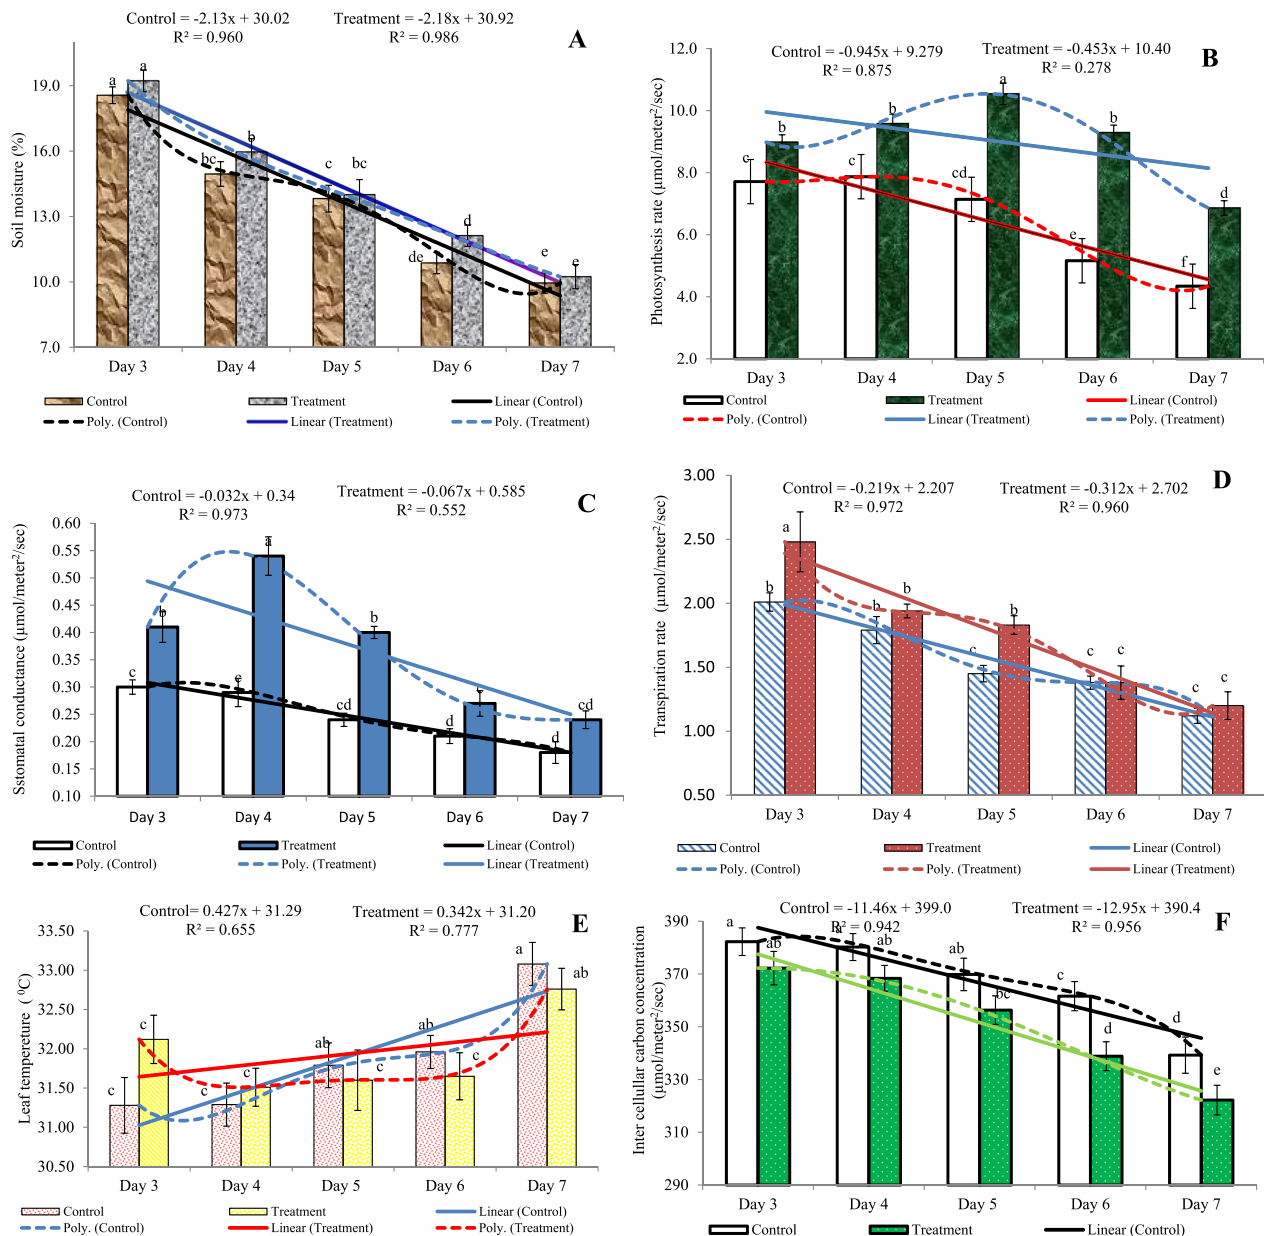 Control = -2.13x + 30.02 Treatment = -2.18x + 30.92
R² = 0.960 R² = 0.986
A
Soil moisture (%)
19.0
16.0
13.0
10.0
7.0
a a
bc b
c bc
de d
e e
Day 3 Day 4 Day 5 Day 6 Day 7
Control Treatment Linear (Control)
Poly. (Control) Linear (Treatment) Poly. (Treatment)
Control = -0.945x + 9.279 Treatment = -0.453x + 10.40
R² = 0.875 R² = 0.278
B
Photosynthesis rate (µmol/meter²/sec)
12.0
10.0
8.0
6.0
4.0
2.0
c b
c b
cd a
e b
f d
Day 3 Day 4 Day 5 Day 6 Day 7
Control Treatment Linear (Control)
Poly. (Control) Linear (Treatment) Poly. (Treatment)
Control = -0.032x + 0.34 Treatment = -0.067x + 0.585
R² = 0.973 R² = 0.552
C
Sstomatal conductance (µmol/meter²/sec)
0.60
0.55
0.50
0.45
0.40
0.35
0.30
0.25
0.20
0.15
0.10
c b
e a
cd b
d c
d cd
Day 3 Day 4 Day 5 Day 6 Day 7
Control Treatment Linear (Control)
Poly. (Control) Poly. (Treatment) Linear (Treatment)
Control = -0.219x + 2.207 Treatment = -0.312x + 2.702
R² = 0.972 R² = 0.960
D
Transpiration rate (µmol/meter²/sec)
3.00
2.50
2.00
1.50
1.00
0.50
b a
b b
c b
c c
c c
Day 3 Day 4 Day 5 Day 6 Day 7
Control Treatment Linear (Control)
Poly. (Control) Poly. (Treatment) Linear (Treatment)
Control= 0.427x + 31.29 Treatment = 0.342x + 31.20
R² = 0.655 R² = 0.777
E
Leaf tempereture ( ⁰C)
33.50
33.00
32.50
32.00
31.50
31.00
30.50
c c
c c
ab c
ab c
a ab
Day 3 Day 4 Day 5 Day 6 Day 7
Control Treatment Linear (Control)
Poly. (Control) Linear (Treatment) Poly. (Treatment)
Control = -11.46x + 399.0 Treatment = -12.95x + 390.4
R² = 0.942 R² = 0.956
F
Inter cellular carbon concentration
(µmol/meter²/sec)
390
370
350
330
310
290
a ab
a ab
ab bc
c d
d e
Day 3 Day 4 Day 5 Day 6 Day 7
Control Treatment Linear (Control)